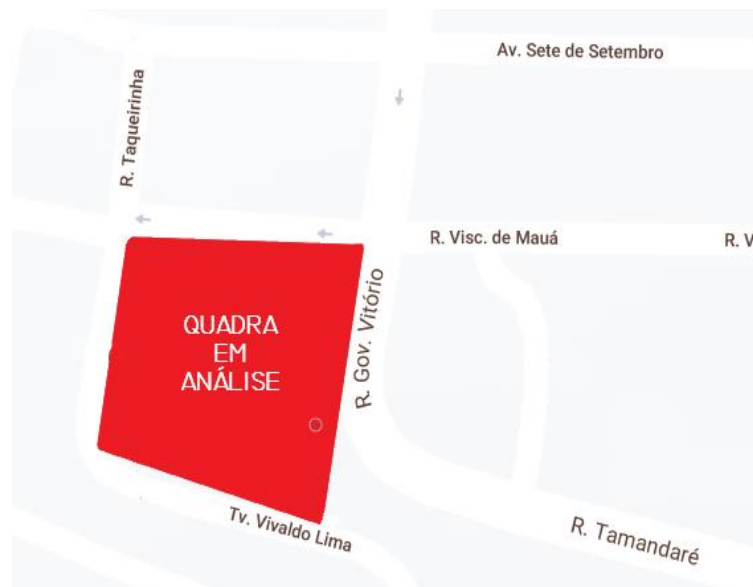 Av. Sete de Setembro
R. Taqueirinha
R. Visc. de Mauá
R. V
QUADRA
EM
ANÁLISE
R. Gov. Vitório
Tv. Vivaldo Lima
R. Tamandaré